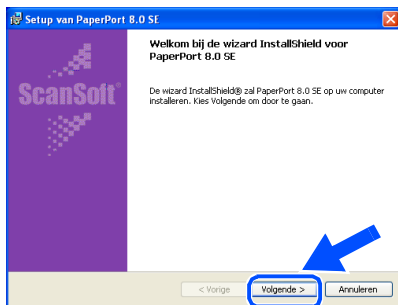 Setup van PaperPort 8.0 SE
ScanSoft®
Welkom bij de wizard InstallShield voor
PaperPort 8.0 SE
De wizard InstallShield® zal PaperPort 8.0 SE op uw computer
installeren. Kies Volgende om door te gaan.
< Vorige
Volgende >
Annuleren